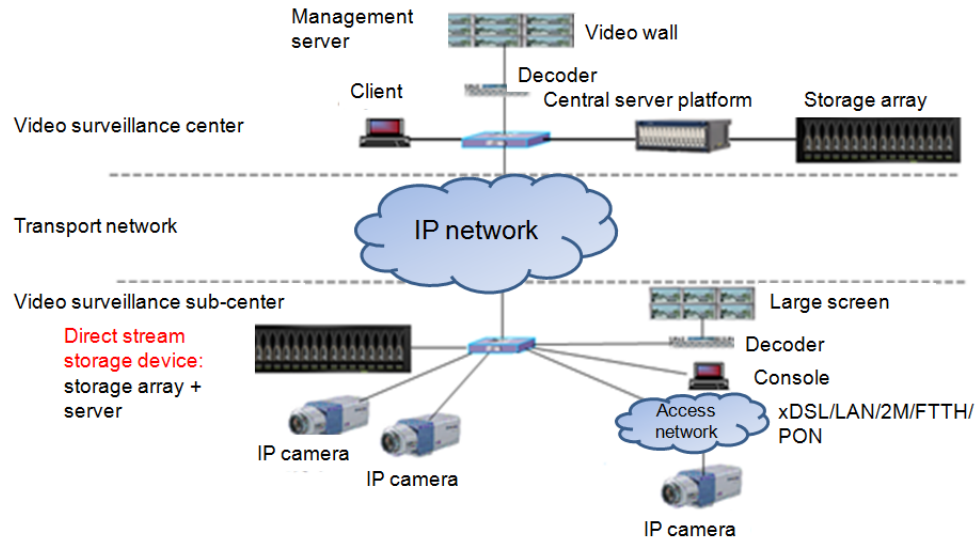 Management
server
Video wall
Decoder
Client
Central server platform
Storage array
Video surveillance center
Transport network
IP network
Video surveillance sub-center
Large screen
Direct stream
storage device:
storage array +
server
Decoder
Console
Access
network
xDSL/LAN/2M/FTTH/
PON
IP camera
IP camera
IP camera